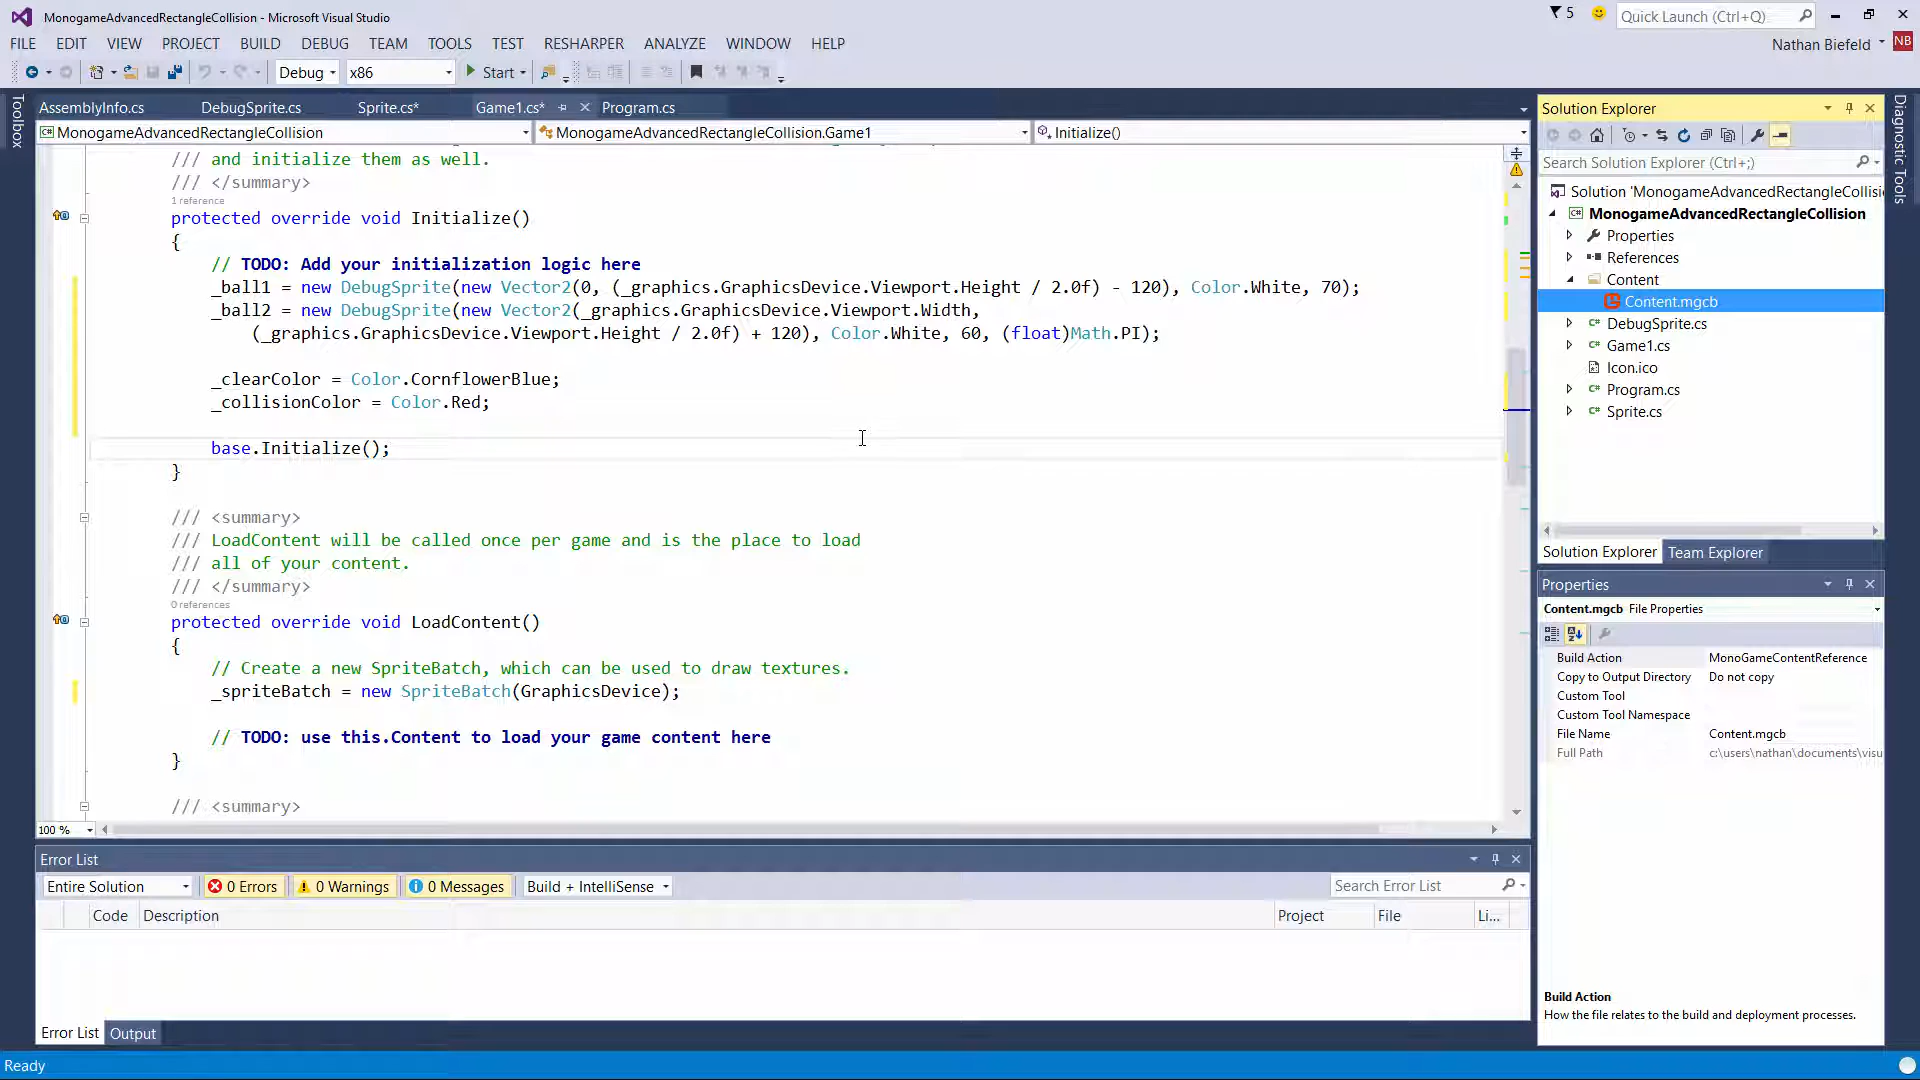 MonogameAdvancedRectangleCollision - Microsoft Visual Studio
5
Quick Launch (Ctrl+Q)
FILE EDIT VIEW PROJECT BUILD DEBUG TEAM TOOLS TEST RESHARPER ANALYZE WINDOW HELP
Nathan Biefeld
NB
Debug
x86
Start
Toolbox
AssemblyInfo.cs DebugSprite.cs Sprite.cs* Game1.cs* Program.cs
MonogameAdvancedRectangleCollision
MonogameAdvancedRectangleCollision.Game1
Initialize()
/// and initialize them as well.
/// </summary>
1 reference
protected override void Initialize()
{
// TODO: Add your initialization logic here
_ball1 = new DebugSprite(new Vector2(0, (_graphics.GraphicsDevice.Viewport.Height / 2.0f) - 120), Color.White, 70);
_ball2 = new DebugSprite(new Vector2(_graphics.GraphicsDevice.Viewport.Width,
(_graphics.GraphicsDevice.Viewport.Height / 2.0f) + 120), Color.White, 60, (float)Math.PI);
_clearColor = Color.CornflowerBlue;
_collisionColor = Color.Red;
base.Initialize();
}
/// <summary>
/// LoadContent will be called once per game and is the place to load
/// all of your content.
/// </summary>
0 references
protected override void LoadContent()
{
// Create a new SpriteBatch, which can be used to draw textures.
_spriteBatch = new SpriteBatch(GraphicsDevice);
// TODO: use this.Content to load your game content here
}
/// <summary>
100 %
Error List
Entire Solution
0 Errors
0 Warnings
0 Messages
Build + IntelliSense
Search Error List
Code Description Project File Li...
Error List Output
Ready
Solution Explorer
Search Solution Explorer (Ctrl+;)
Solution 'MonogameAdvancedRectangleCollisi
MonogameAdvancedRectangleCollision
Properties
References
Content
Content.mgcb
DebugSprite.cs
Game1.cs
Icon.ico
Program.cs
Sprite.cs
Solution Explorer Team Explorer
Properties
Content.mgcb File Properties
Build Action MonoGameContentReference
Copy to Output Directory Do not copy
Custom Tool
Custom Tool Namespace
File Name Content.mgcb
Full Path c:\users\nathan\documents\visu
Build Action
How the file relates to the build and deployment processes.
Diagnostic Tools